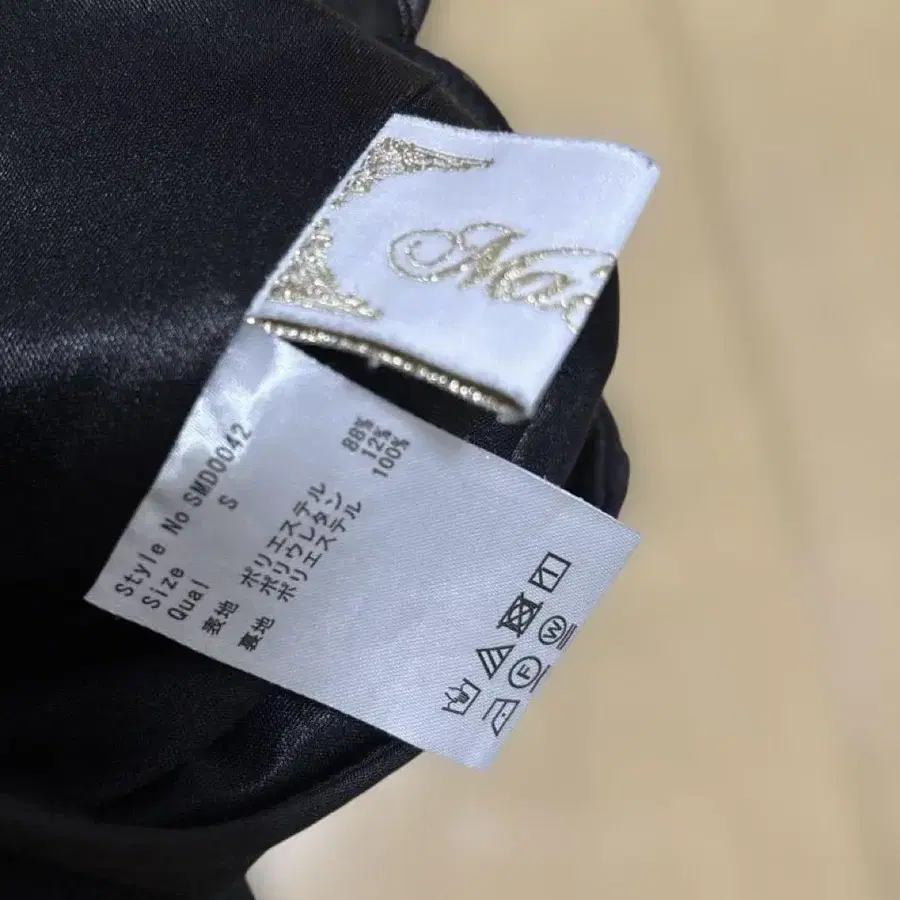 Ma
Style No SMD0042
Size S
Qual
表地 ポリエステル 88%
ポリウレタン 12%
裏地 ポリエステル 100%
F
W